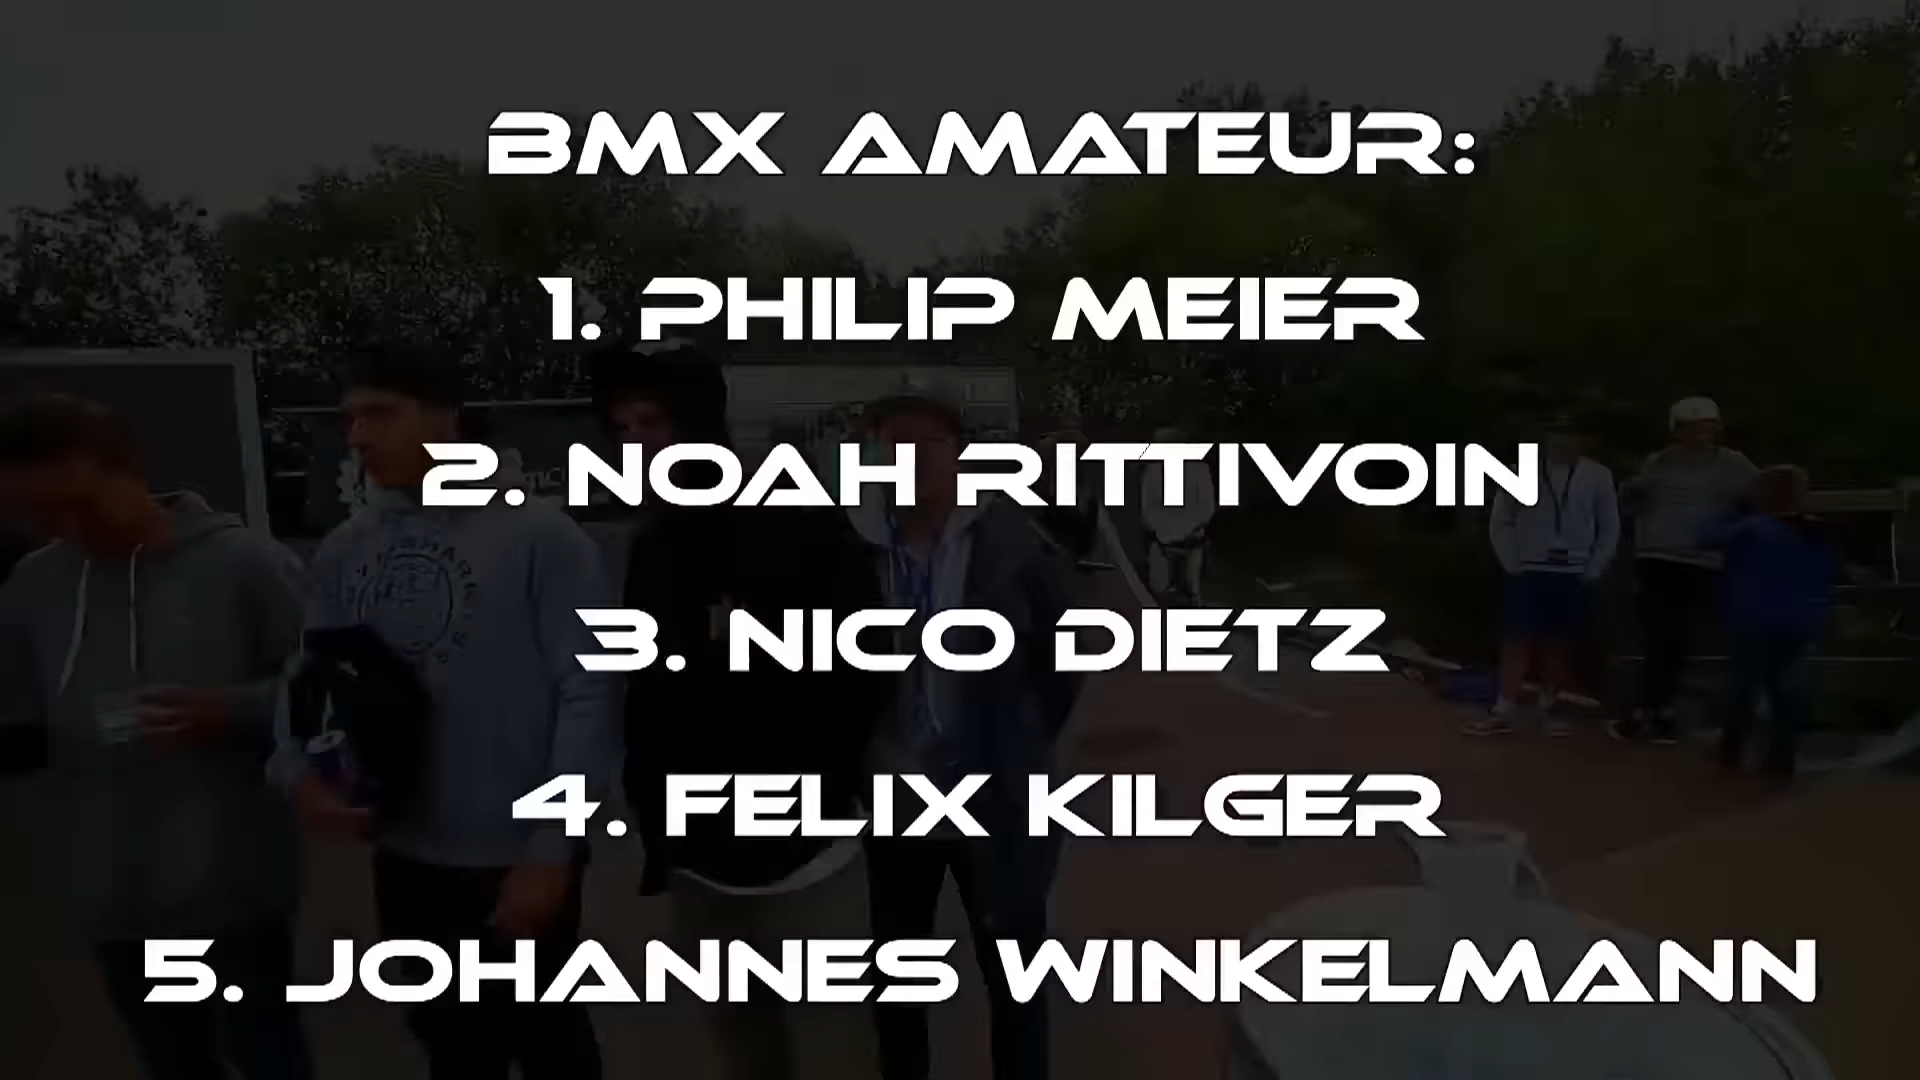 BMX AMATEUR:
1. PHILIP MEIER
2. NOAH RITTIVOIN
3. NICO DIETZ
4. FELIX KILGER
5. JOHANNES WINKELMANN